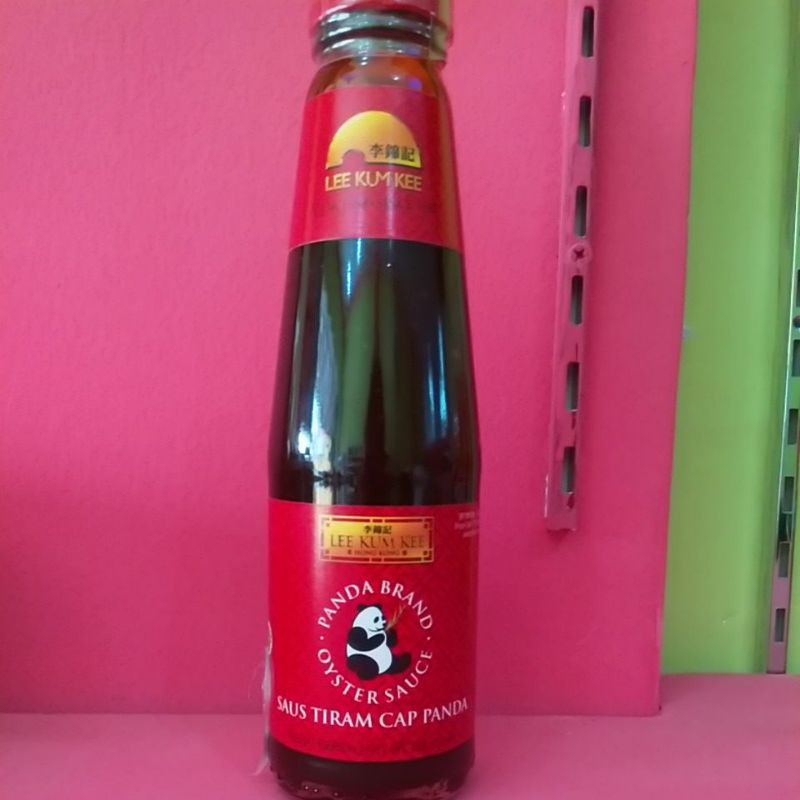 李錦記
LEE KUM KEE
李錦記
LEE KUM KEE
HONG KONG
· PANDA BRAND ·
OYSTER SAUCE
SAUS TIRAM CAP PANDA